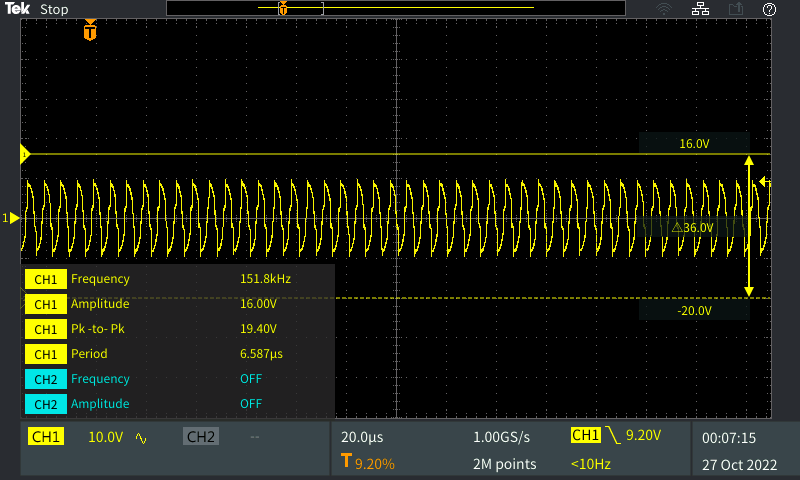 Tek Stop
T
T
1
16.0V
1
△36.0V
CH1 Frequency 151.8kHz
CH1 Amplitude 16.00V
CH1 Pk -to- Pk 19.40V
-20.0V
CH1 Period 6.587µs
CH2 Frequency OFF
CH2 Amplitude OFF
CH1 10.0V CH2 -- 20.0µs 1.00GS/s CH1 9.20V 00:07:15
T 9.20% 2M points <10Hz 27 Oct 2022